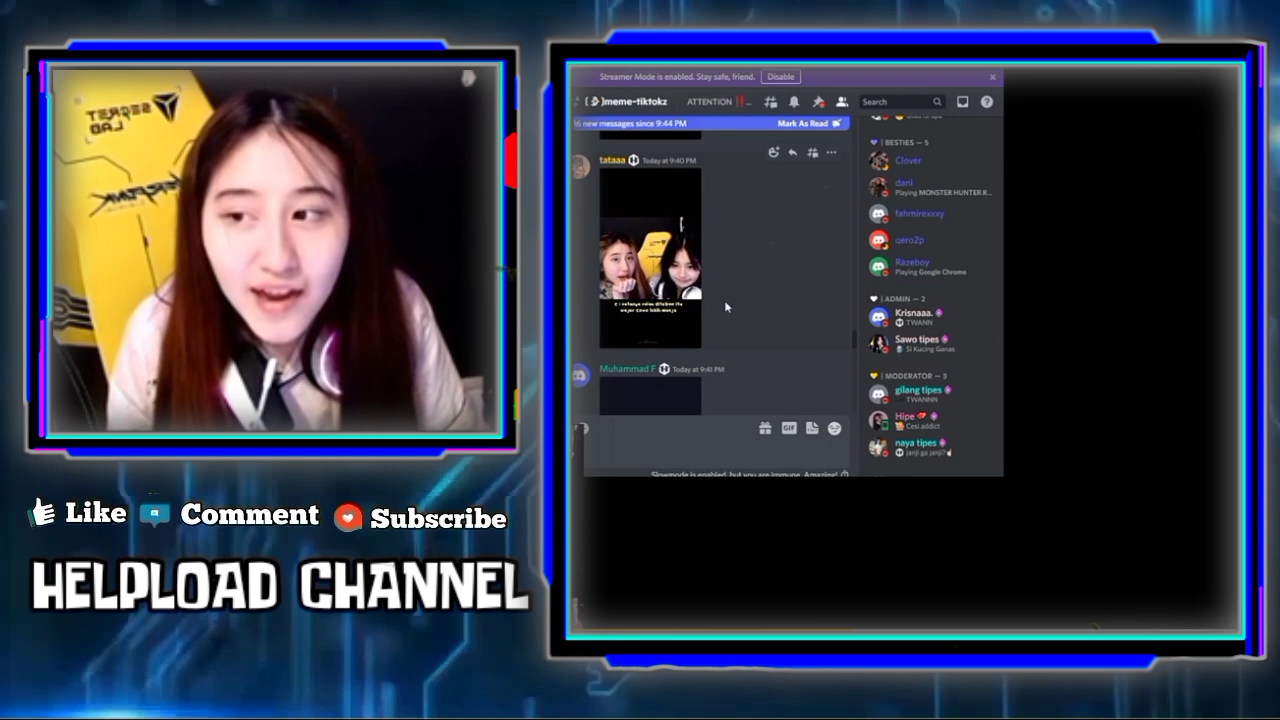 Streamer Mode is enabled. Stay safe, friend.
Disable
meme-tiktokz
ATTENTION ‼️...
Search
16 new messages since 9:44 PM
Mark As Read
tataaa Today at 9:40 PM
Muhammad F Today at 9:41 PM
GIF
Slowmode is enabled, but you are immune. Amazing!
BESTIES — 5
Clover
dani
Playing MONSTER HUNTER R...
fahmirexxxy
qero2p
Razeboy
Playing Google Chrome
ADMIN — 2
Krisnaaa.
TWANN
Sawo tipes
Si Kucing Ganas
MODERATOR — 3
gilang tipes
TWANNN
Hipe
Cesi addict
naya tipes
janji ga janji?
SECRET
LAB
Like
Comment
Subscribe
HELPLOAD CHANNEL